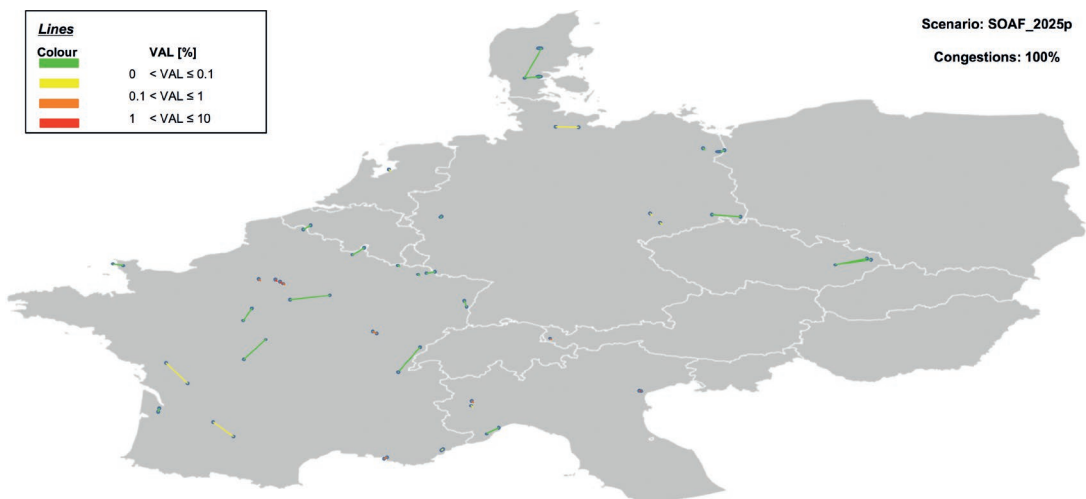 Lines
Colour VAL [%]
0 < VAL ≤ 0.1
0.1 < VAL ≤ 1
1 < VAL ≤ 10
Scenario: SOAF_2025p
Congestions: 100%